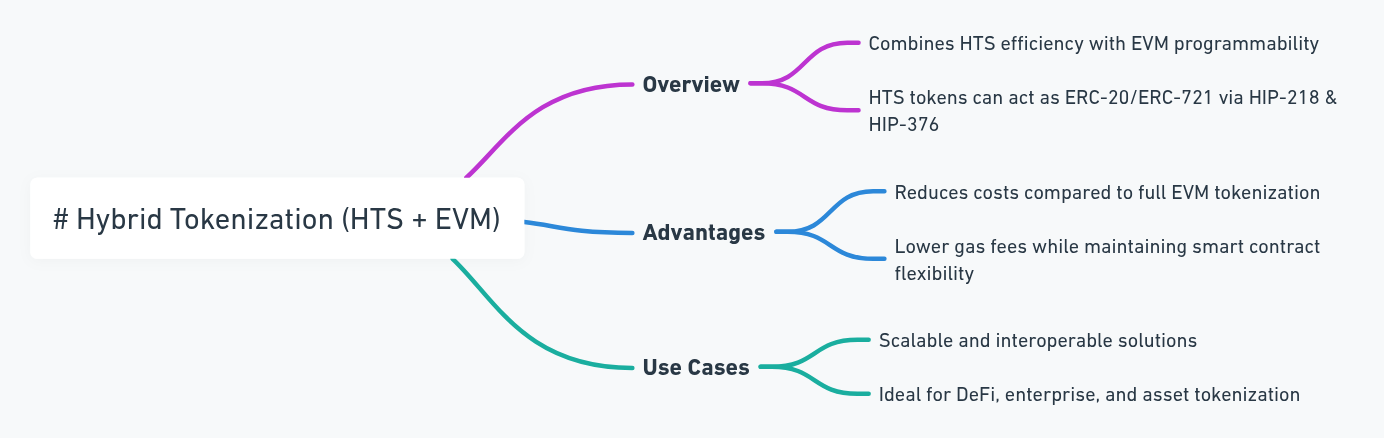 # Hybrid Tokenization (HTS + EVM)
Overview
Combines HTS efficiency with EVM programmability
HTS tokens can act as ERC-20/ERC-721 via HIP-218 &
HIP-376
Advantages
Reduces costs compared to full EVM tokenization
Lower gas fees while maintaining smart contract
flexibility
Use Cases
Scalable and interoperable solutions
Ideal for DeFi, enterprise, and asset tokenization